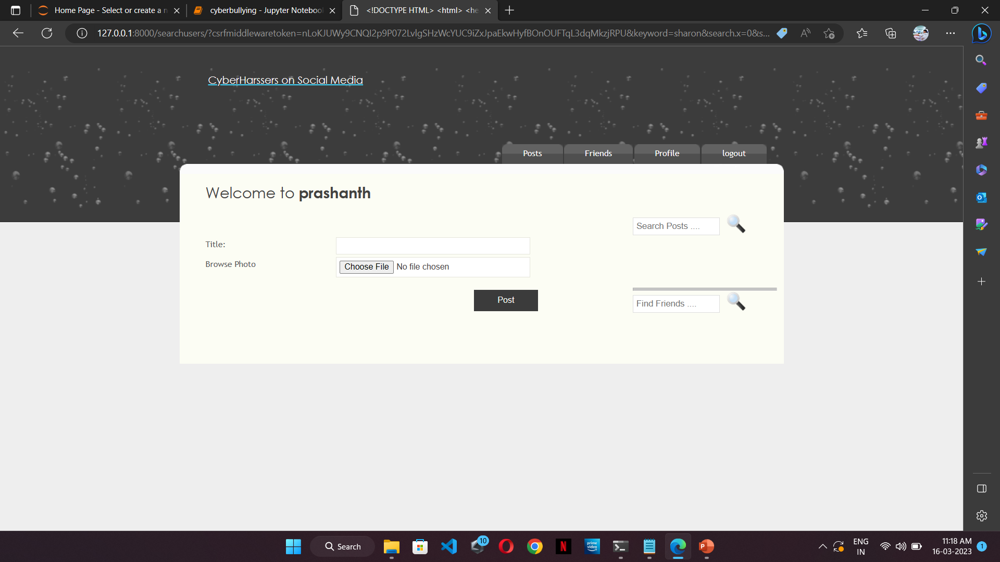 Home Page - Select or create a n
cyberbullying - Jupyter Notebook
<!DOCTYPE HTML> <html> <he
127.0.0.1:8000/searchusers/?csrfmiddlewaretoken=nLoKJUWy9CNQI2p9P072LvlgSHzWcYUC9iZxJpaEkwHyfBOnOUFTqL3dqMkzjRPU&keyword=sharon&search.x=0&s...
CyberHarssers on Social Media
Posts
Friends
Profile
logout
Welcome to prashanth
Search Posts ....
Title:
Browse Photo
Choose File No file chosen
Post
Find Friends ....
Search
10
prime video
ENG
IN
11:18 AM
16-03-2023
1